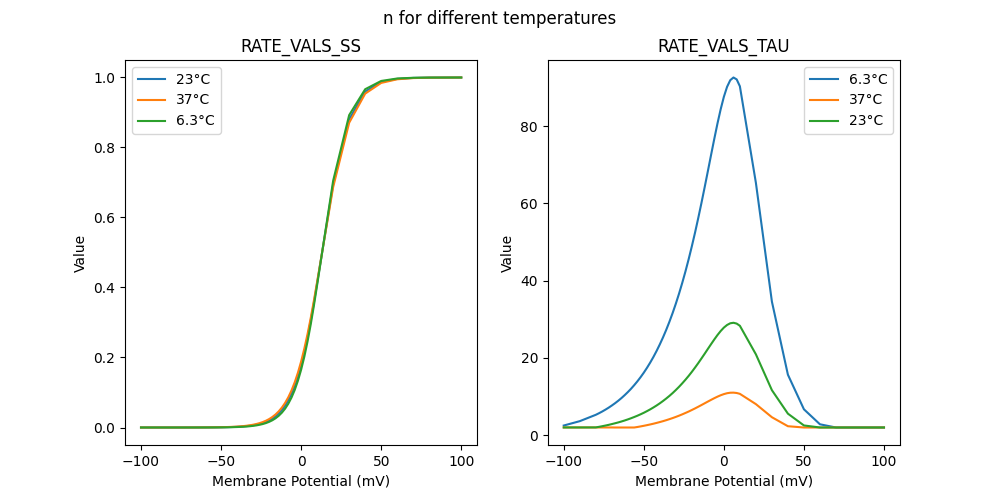 n for different temperatures
RATE_VALS_SS
1.0
0.8
0.6
0.4
0.2
0.0
Value
23°C
37°C
6.3°C
−100
−50
0
50
100
Membrane Potential (mV)
RATE_VALS_TAU
80
60
40
20
0
Value
6.3°C
37°C
23°C
−100
−50
0
50
100
Membrane Potential (mV)